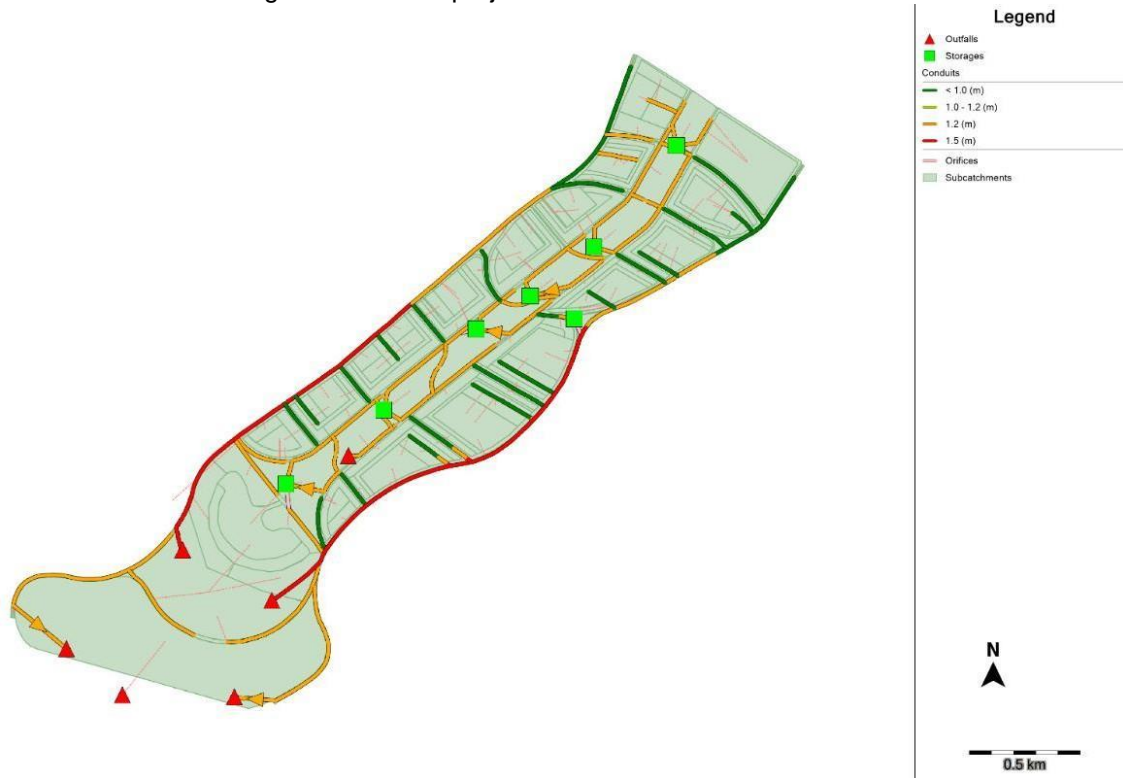 Legend
Outfalls
Storages
Conduits
< 1.0 (m)
1.0 - 1.2 (m)
1.2 (m)
1.5 (m)
Orifices
Subcatchments
N
0.5 km